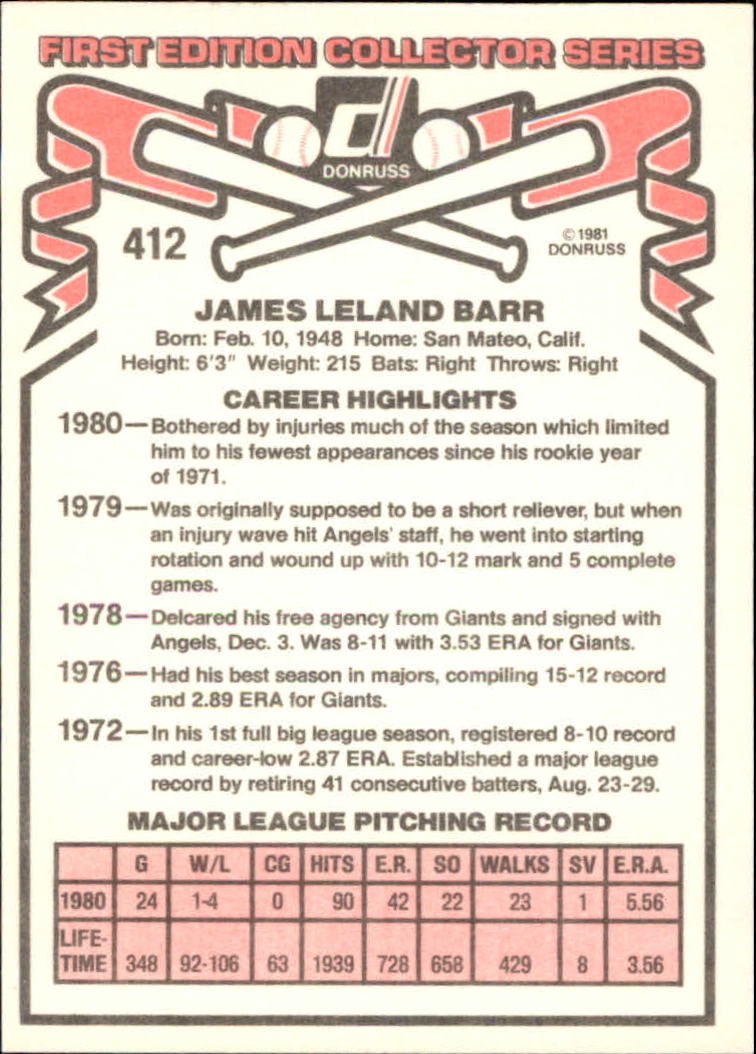 FIRST EDITION COLLECTOR SERIES
d
DONRUSS
412
© 1981
DONRUSS
JAMES LELAND BARR
Born: Feb. 10, 1948 Home: San Mateo, Calif.
Height: 6'3" Weight: 215 Bats: Right Throws: Right
CAREER HIGHLIGHTS
1980—Bothered by injuries much of the season which limited
him to his fewest appearances since his rookie year
of 1971.
1979—Was originally supposed to be a short reliever, but when
an injury wave hit Angels' staff, he went into starting
rotation and wound up with 10-12 mark and 5 complete
games.
1978—Delcared his free agency from Giants and signed with
Angels, Dec. 3. Was 8-11 with 3.53 ERA for Giants.
1976—Had his best season in majors, compiling 15-12 record
and 2.89 ERA for Giants.
1972—In his 1st full big league season, registered 8-10 record
and career-low 2.87 ERA. Established a major league
record by retiring 41 consecutive batters, Aug. 23-29.
MAJOR LEAGUE PITCHING RECORD
G W/L CG HITS E.R. SO WALKS SV E.R.A.
1980 24 1-4 0 90 42 22 23 1 5.56
LIFE-
TIME 348 92-106 63 1939 728 658 429 8 3.56